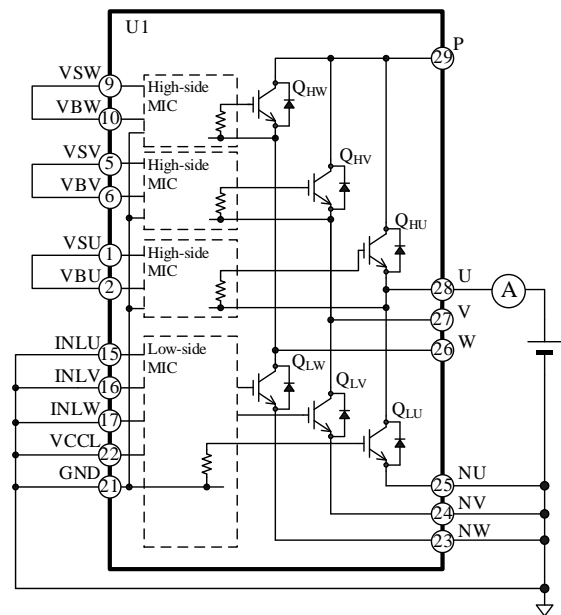 U1
P
29
VSW
9
High-side
MIC
QHW
VBW
10
VSV
5
High-side
MIC
QHV
VBV
6
QHU
VSU
1
High-side
MIC
VBU
2
28
U
A
27
V
26
W
INLU
15
Low-side
MIC
QLW
INLV
16
QLV
INLW
17
QLU
VCCL
22
GND
21
25
NU
24
NV
23
NW